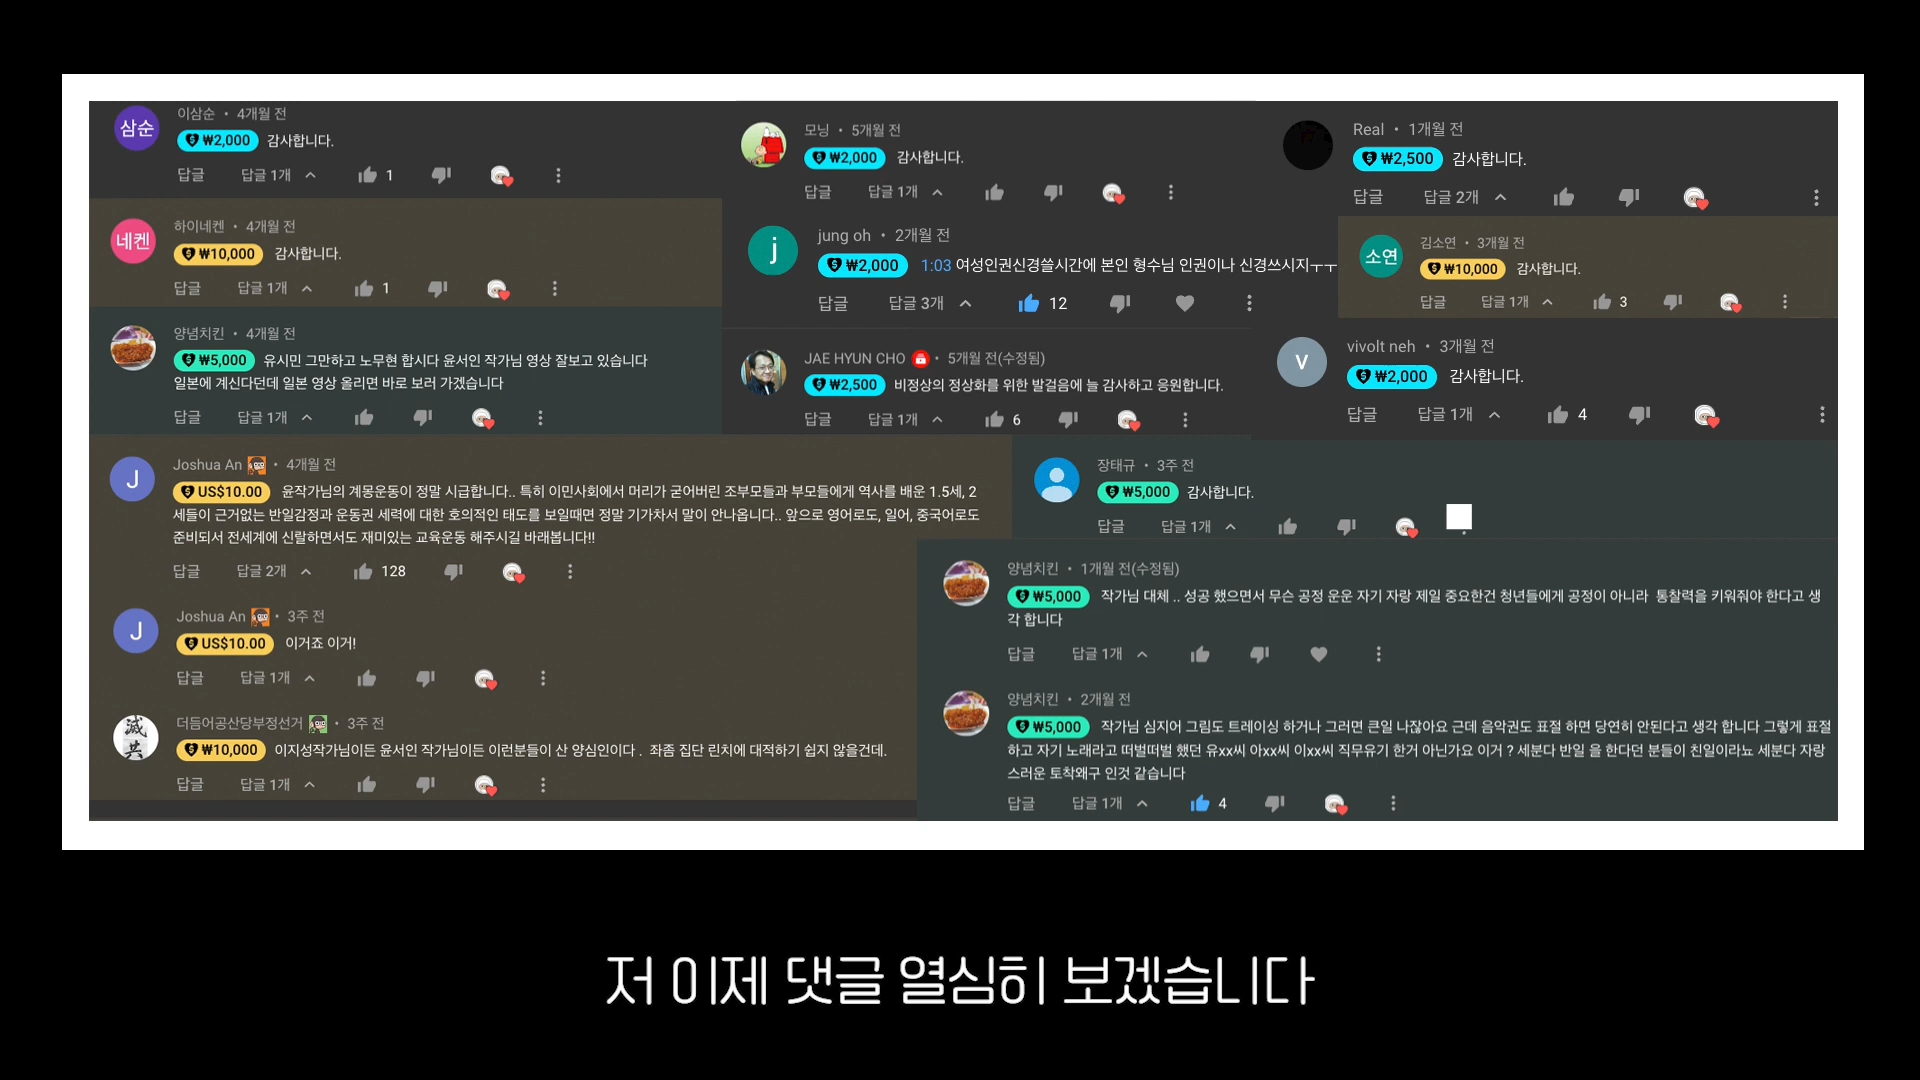 삼순
이삼순 • 4개월 전
₩2,000 감사합니다.
답글 답글 1개 1
네켄
하이네켄 • 4개월 전
₩10,000 감사합니다.
답글 답글 1개 1
양념치킨 • 4개월 전
₩5,000 유시민 그만하고 노무현 합시다 윤서인 작가님 영상 잘보고 있습니다
일본에 계신다던데 일본 영상 올리면 바로 보러 가겠습니다
답글 답글 1개
모닝 • 5개월 전
₩2,000 감사합니다.
답글 답글 1개
j
jung oh • 2개월 전
₩2,000 1:03 여성인권신경쓸시간에 본인 형수님 인권이나 신경쓰시지ㅜㅜ
답글 답글 3개 12
JAE HYUN CHO • 5개월 전(수정됨)
₩2,500 비정상의 정상화를 위한 발걸음에 늘 감사하고 응원합니다.
답글 답글 1개 6
Real • 1개월 전
₩2,500 감사합니다.
답글 답글 2개
소연
김소연 • 3개월 전
₩10,000 감사합니다.
답글 답글 1개 3
V
vivolt neh • 3개월 전
₩2,000 감사합니다.
답글 답글 1개 4
J
Joshua An • 4개월 전
US$10.00 윤작가님의 계몽운동이 정말 시급합니다.. 특히 이민사회에서 머리가 굳어버린 조부모들과 부모들에게 역사를 배운 1.5세, 2
세들이 근거없는 반일감정과 운동권 세력에 대한 호의적인 태도를 보일때면 정말 기가차서 말이 안나옵니다.. 앞으로 영어로도, 일어, 중국어로도
준비되서 전세계에 신랄하면서도 재미있는 교육운동 해주시길 바래봅니다!!
답글 답글 2개 128
J
Joshua An • 3주 전
US$10.00 이거죠 이거!
답글 답글 1개
滅共
더듬어공산당부정선거 • 3주 전
₩10,000 이지성작가님이든 윤서인 작가님이든 이런분들이 산 양심인이다 . 좌좀 집단 린치에 대적하기 쉽지 않을건데.
답글 답글 1개
장태규 • 3주 전
₩5,000 감사합니다.
답글 답글 1개
양념치킨 • 1개월 전(수정됨)
₩5,000 작가님 대체 .. 성공 했으면서 무슨 공정 운운 자기 자랑 제일 중요한건 청년들에게 공정이 아니라 통찰력을 키워줘야 한다고 생
각 합니다
답글 답글 1개
양념치킨 • 2개월 전
₩5,000 작가님 심지어 그림도 트레이싱 하거나 그러면 큰일 나잖아요 근데 음악권도 표절 하면 당연히 안된다고 생각 합니다 그렇게 표절
하고 자기 노래라고 떠벌떠벌 했던 유xx씨 아xx씨 이xx씨 직무유기 한거 아닌가요 이거 ? 세분다 반일 을 한다던 분들이 친일이라뇨 세분다 자랑
스러운 토착왜구 인것 같습니다
답글 답글 1개 4
저 이제 댓글 열심히 보겠습니다